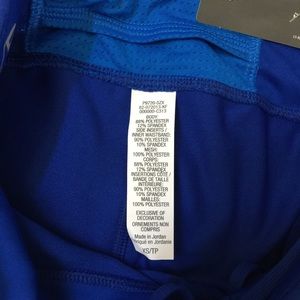 BODY:
88% POLYESTER
12% SPANDEX
SIDE INSERTS /
INNER WAISTBAND:
90% POLYESTER
10% SPANDEX
MESH:
100% POLYESTER
CORPS:
88% POLYESTER
12% SPANDEX
INSERTIONS CÔTÉ /
BANDE DE TAILLE
INTERIEURE:
90% POLYESTER
10% SPANDEX
MAILLES:
100% POLYESTER
EXCLUSIVE OF
DECORATION
ORNEMENTS NON
COMPRIS
Made in Jordan
Fabriqué en Jordanie
XS/TP